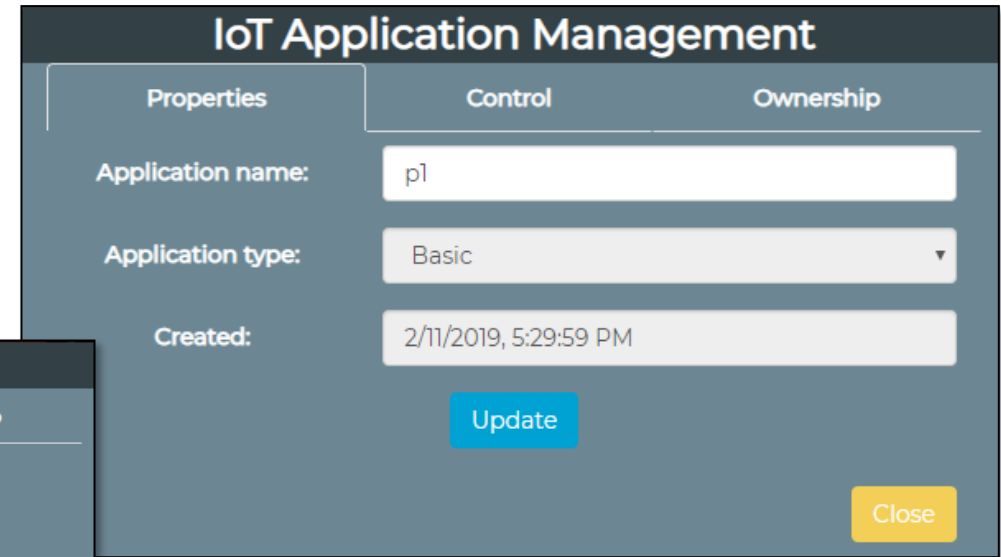 IoT Application Management
Properties Control Ownership
Application name: p1
Application type: Basic
Created: 2/11/2019, 5:29:59 PM
Update
Close